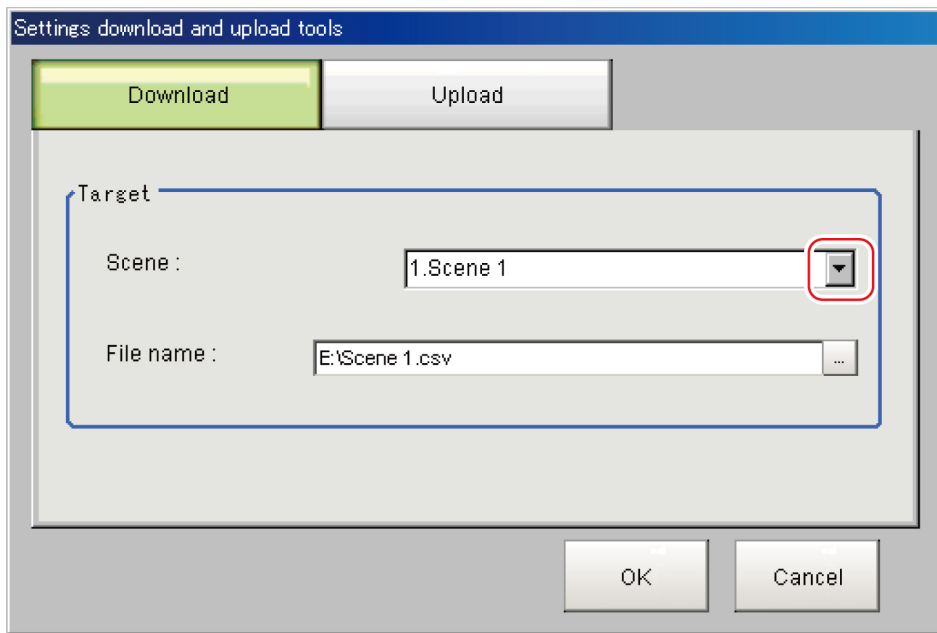 Settings download and upload tools
Download
Upload
Target
Scene :
1.Scene 1
File name :
E:\Scene 1.csv
...
OK
Cancel